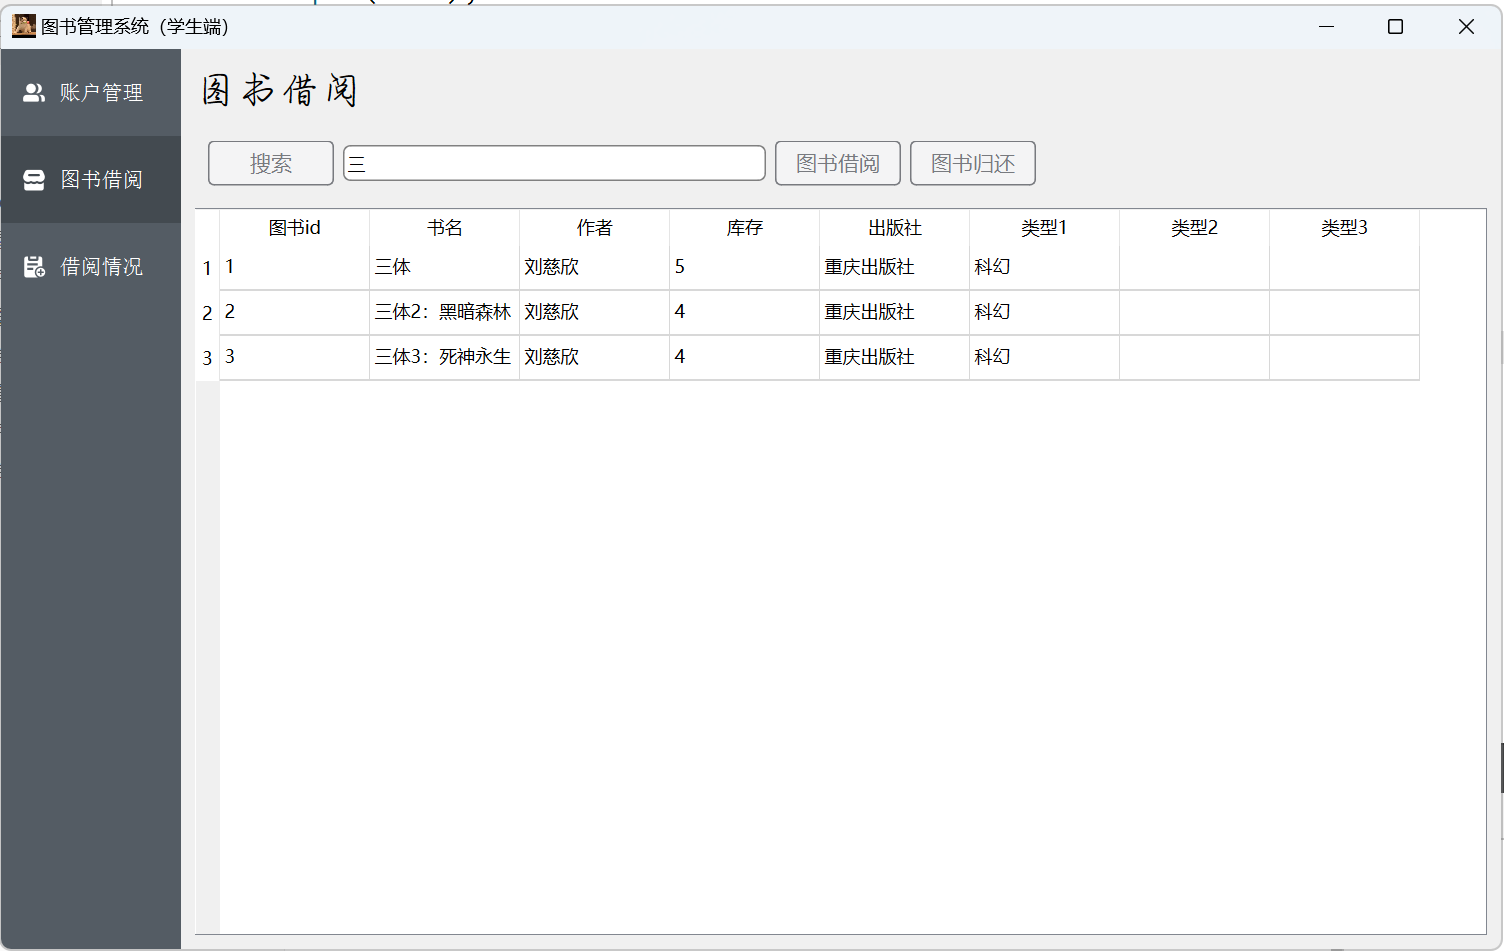 图书管理系统（学生端）
账户管理
图书借阅
借阅情况
图书借阅
搜索 三 图书借阅 图书归还
图书id 书名 作者 库存 出版社 类型1 类型2 类型3
1 1 三体 刘慈欣 5 重庆出版社 科幻
2 2 三体2：黑暗森林 刘慈欣 4 重庆出版社 科幻
3 3 三体3：死神永生 刘慈欣 4 重庆出版社 科幻